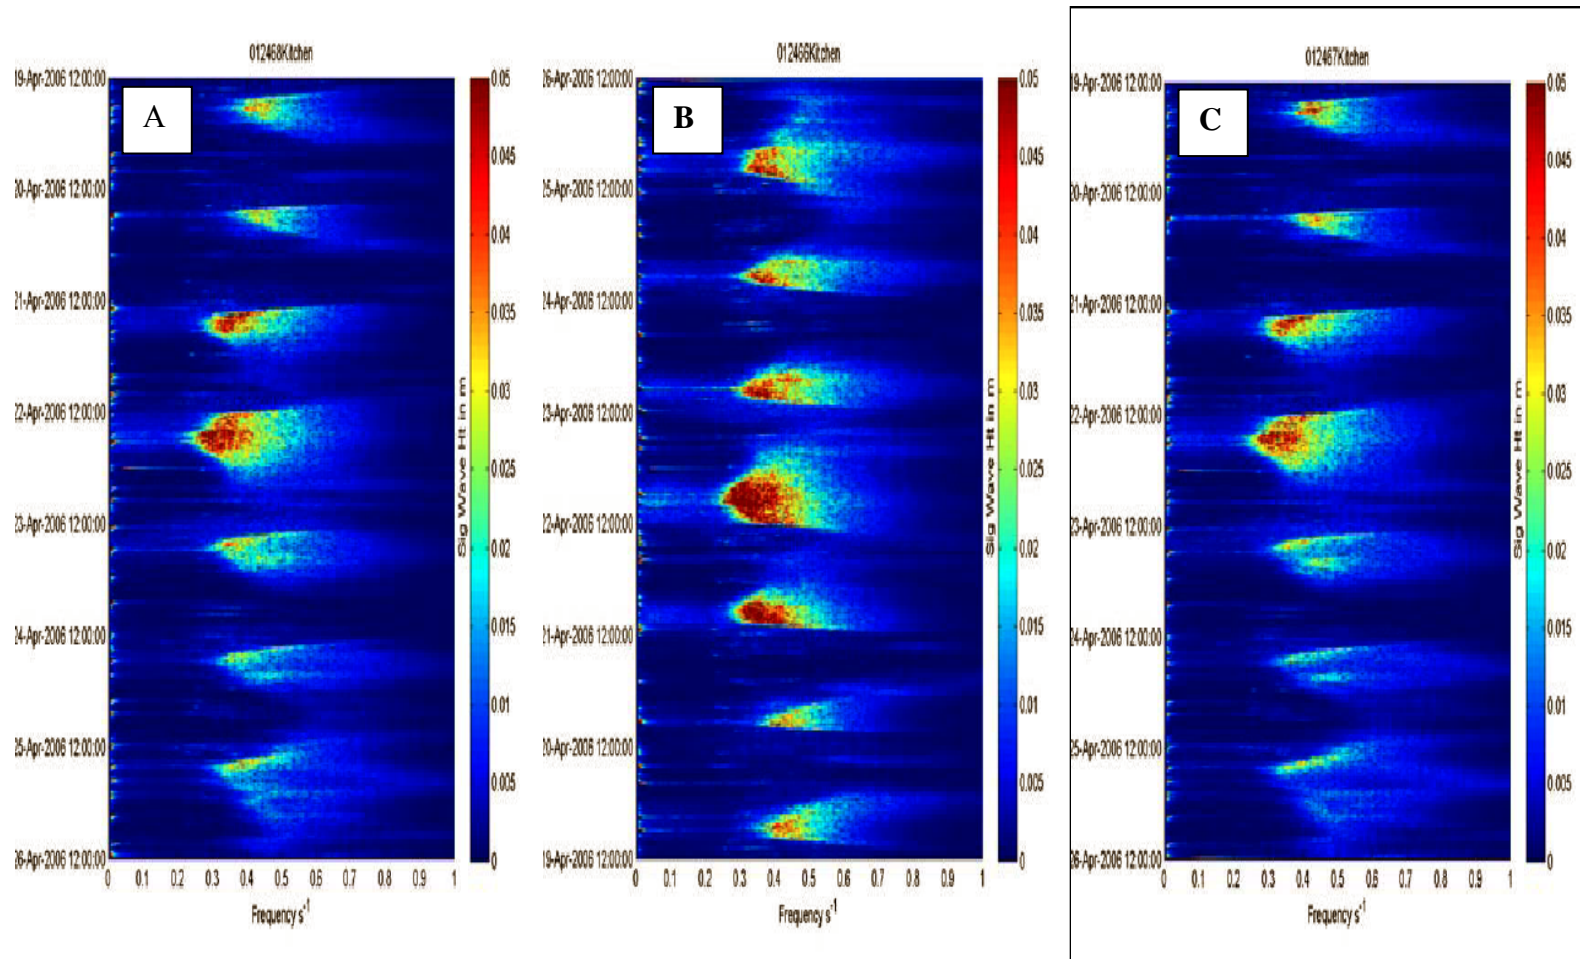 012468Kitchen
A
19-Apr-2006 12:00:00
20-Apr-2006 12:00:00
21-Apr-2006 12:00:00
22-Apr-2006 12:00:00
23-Apr-2006 12:00:00
24-Apr-2006 12:00:00
25-Apr-2006 12:00:00
26-Apr-2006 12:00:00
0 0.1 0.2 0.3 0.4 0.5 0.6 0.7 0.8 0.9 1
Frequency s-1
0.05
0.045
0.04
0.035
0.03
0.025
0.02
0.015
0.01
0.005
0
Sig Wave Ht in m
012466Kitchen
B
26-Apr-2006 12:00:00
25-Apr-2006 12:00:00
24-Apr-2006 12:00:00
23-Apr-2006 12:00:00
22-Apr-2006 12:00:00
21-Apr-2006 12:00:00
20-Apr-2006 12:00:00
19-Apr-2006 12:00:00
0 0.1 0.2 0.3 0.4 0.5 0.6 0.7 0.8 0.9 1
Frequency s-1
0.05
0.045
0.04
0.035
0.03
0.025
0.02
0.015
0.01
0.005
0
Sig Wave Ht in m
012467Kitchen
C
19-Apr-2006 12:00:00
20-Apr-2006 12:00:00
21-Apr-2006 12:00:00
22-Apr-2006 12:00:00
23-Apr-2006 12:00:00
24-Apr-2006 12:00:00
25-Apr-2006 12:00:00
26-Apr-2006 12:00:00
0 0.1 0.2 0.3 0.4 0.5 0.6 0.7 0.8 0.9 1
Frequency s-1
0.05
0.045
0.04
0.035
0.03
0.025
0.02
0.015
0.01
0.005
0
Sig Wave Ht in m